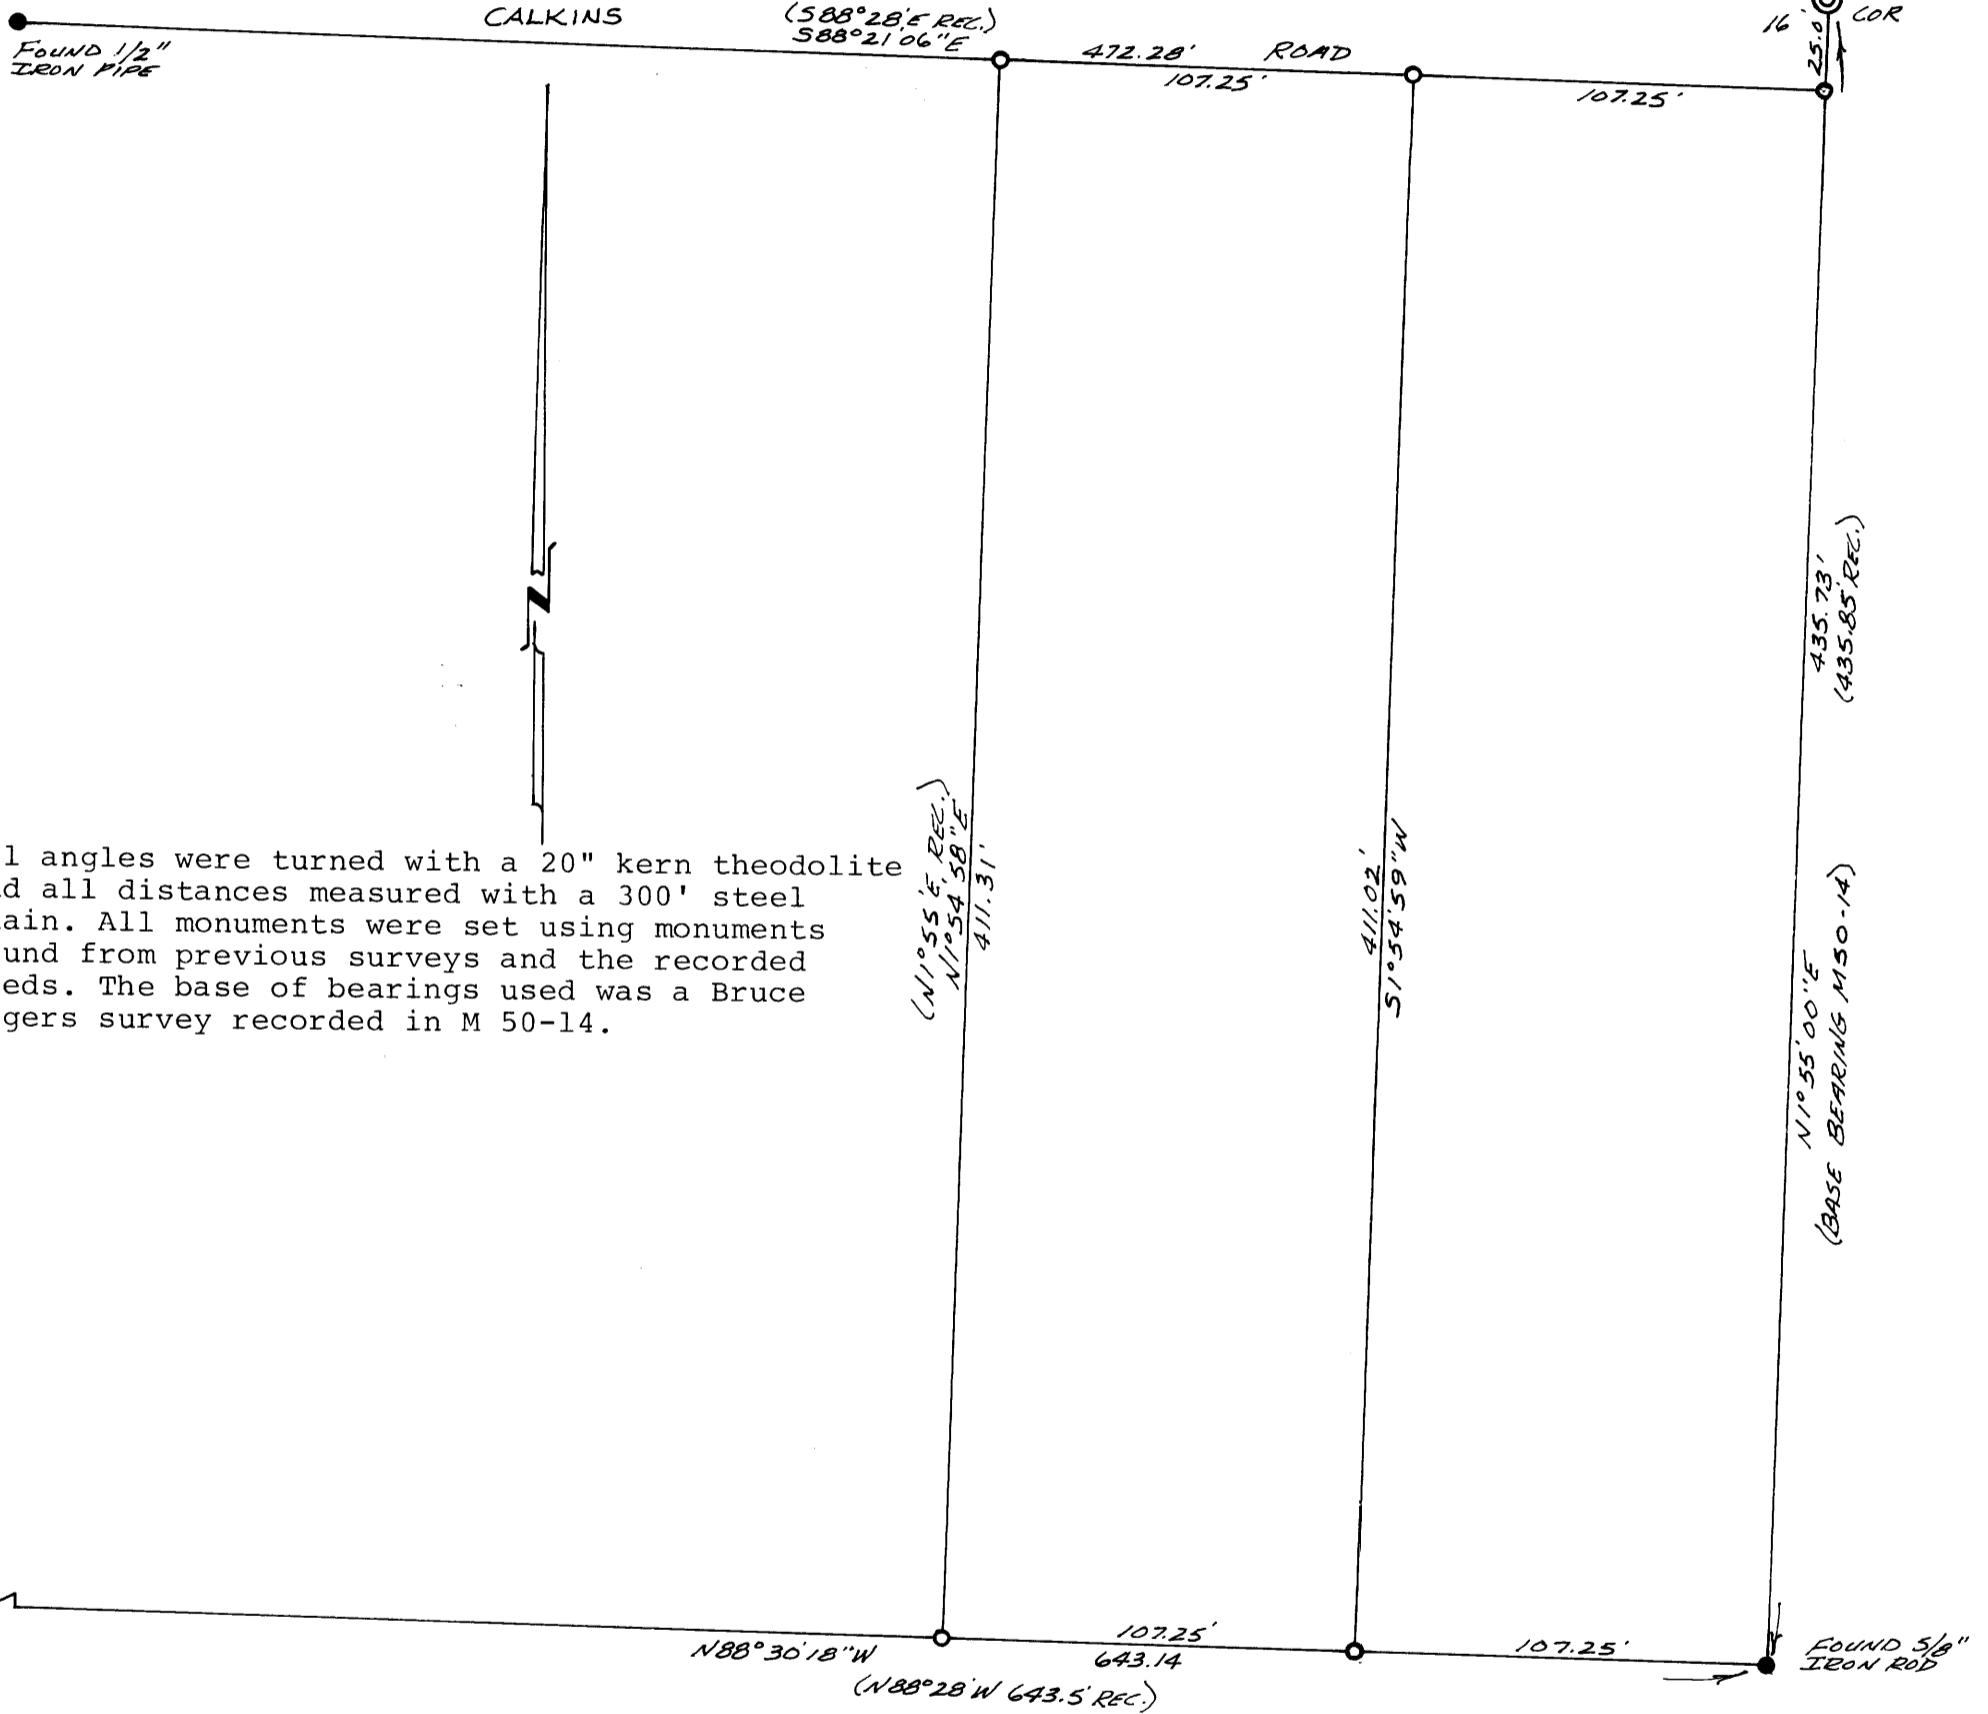 CALKINS
(S88°28'E REC.)
S88°21'06"E
472.28'
ROAD
107.25'
107.25'
16'
25.0
COR
FOUND 1/2"
IRON PIPE
N
435.73'
(435.85' REC.)
(N1°55'E REC.)
N1°54'58"E
411.31'
411.02'
S1°54'59"W
N1°55'00"E
(BASE BEARING M50-14)
l angles were turned with a 20" kern theodolite
d all distances measured with a 300' steel
ain. All monuments were set using monuments
und from previous surveys and the recorded
eds. The base of bearings used was a Bruce
gers survey recorded in M 50-14.
N88°30'18"W
107.25'
643.14
(N88°28'W 643.5' REC.)
107.25'
FOUND 5/8"
IRON ROD